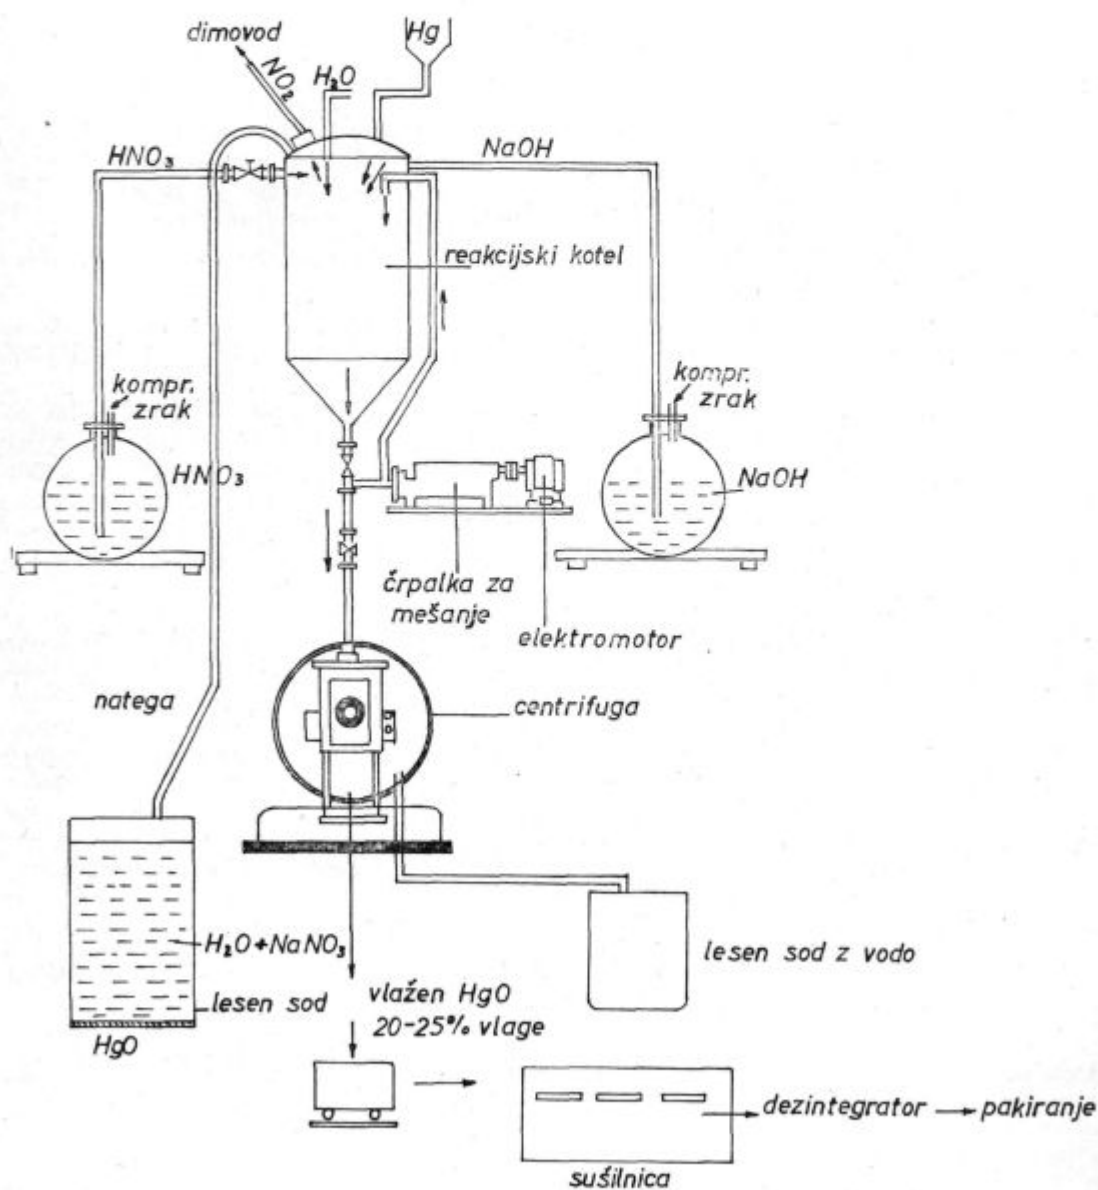 dimovod
Hg
NO₂
H₂O
HNO₃
NaOH
reakcijski kotel
kompr.
zrak
kompr.
zrak
HNO₃
NaOH
črpalka za
mešanje
elektromotor
natega
centrifuga
H₂O+NaNO₃
lesen sod z vodo
lesen sod
vlažen HgO
20-25% vlage
HgO
dezintegrator
pakiranje
sušilnica